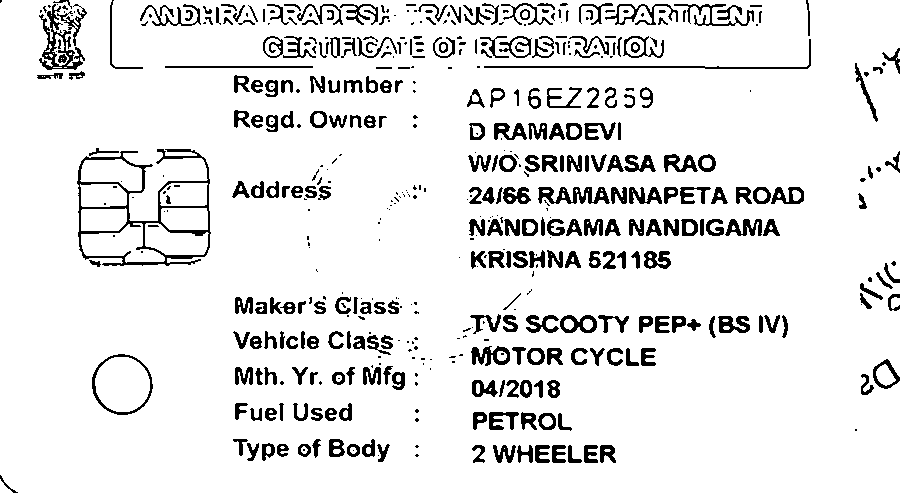 ANDHRA PRADESH TRANSPORT DEPARTMENT
CERTIFICATE OF REGISTRATION
Regn. Number : AP16EZ2859
Regd. Owner : D RAMADEVI
W/O SRINIVASA RAO
Address 24/66 RAMANNAPETA ROAD
NANDIGAMA NANDIGAMA
KRISHNA 521185
Maker's Class : TVS SCOOTY PEP+ (BS IV)
Vehicle Class : MOTOR CYCLE
Mth. Yr. of Mfg : 04/2018
Fuel Used : PETROL
Type of Body : 2 WHEELER